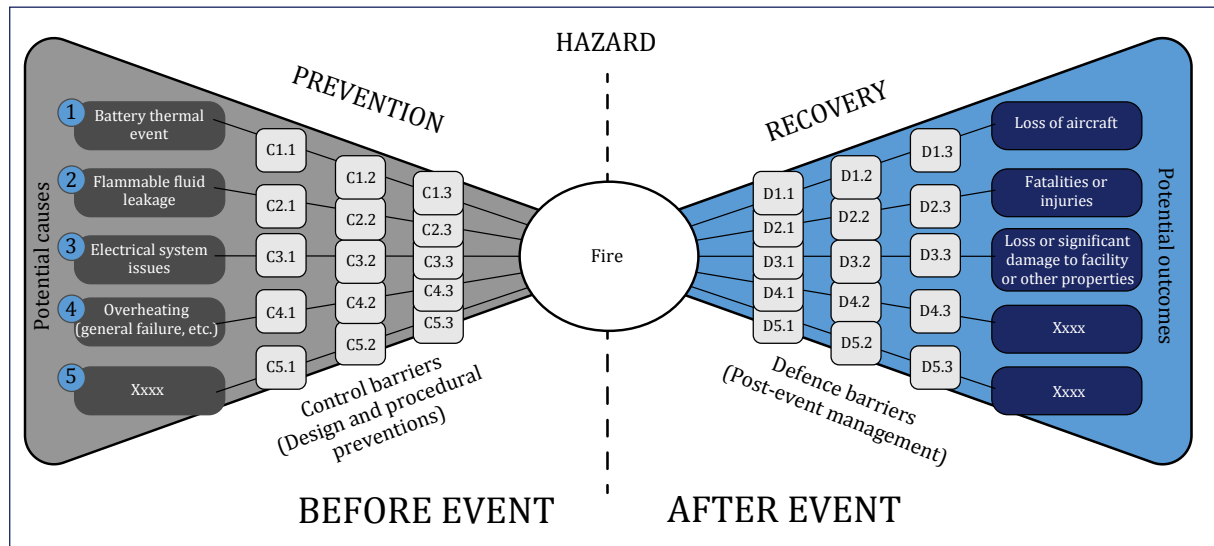 HAZARD
PREVENTION
RECOVERY
Potential causes
1
Battery thermal
event
2
Flammable fluid
leakage
3
Electrical system
issues
4
Overheating
(general failure, etc.)
5
Xxxx
C1.1
C1.2
C1.3
C2.1
C2.2
C2.3
C3.1
C3.2
C3.3
C4.1
C4.2
C4.3
C5.1
C5.2
C5.3
Control barriers
(Design and procedural
preventions)
Fire
D1.1
D1.2
D1.3
D2.1
D2.2
D2.3
D3.1
D3.2
D3.3
D4.1
D4.2
D4.3
D5.1
D5.2
D5.3
Defence barriers
(Post-event management)
Loss of aircraft
Fatalities or
injuries
Loss or significant
damage to facility
or other properties
Xxxx
Xxxx
Potential outcomes
BEFORE EVENT
AFTER EVENT